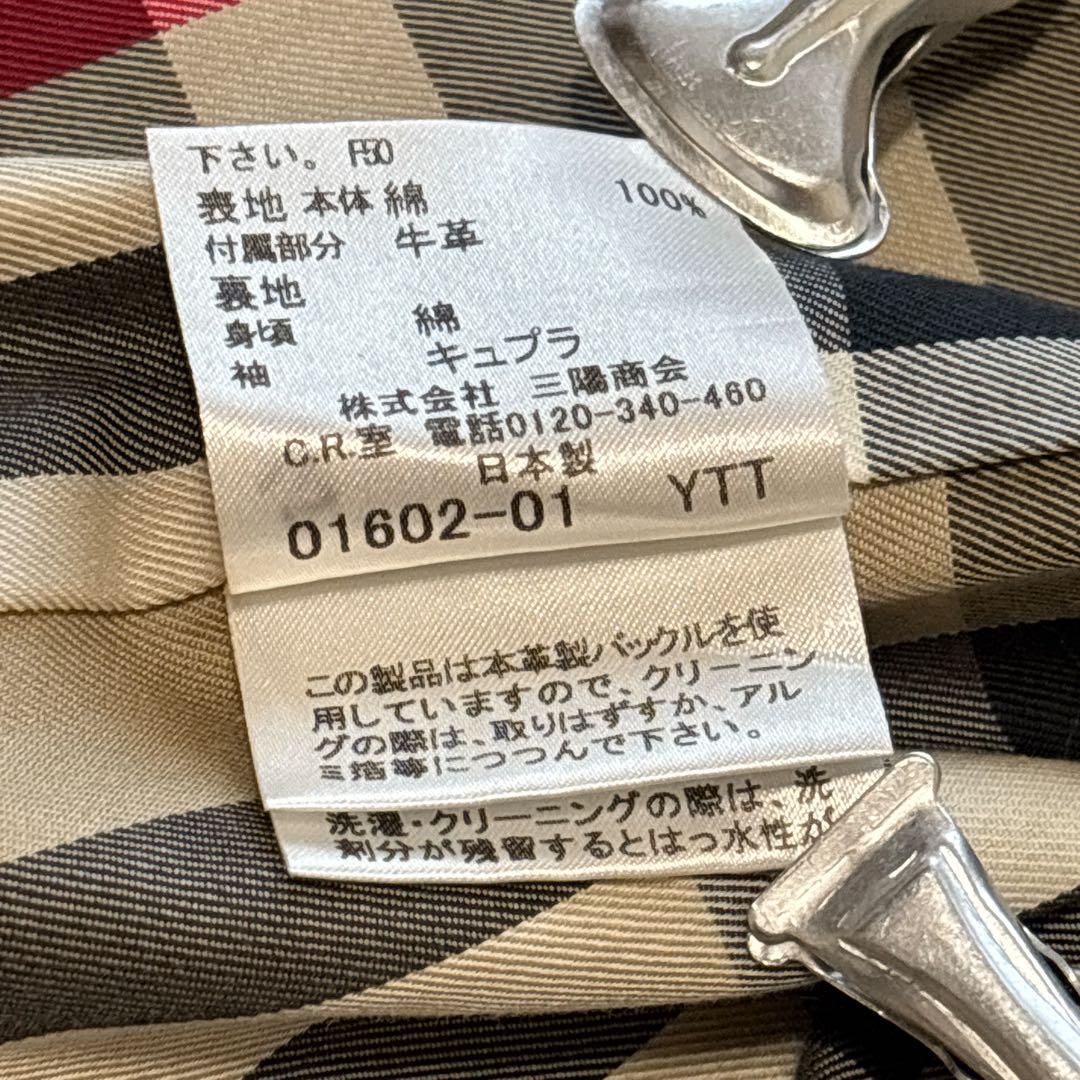 下さい。 F50
表地 本体 綿 100%
付属部分 牛革
裏地
身頃 綿
袖 キュプラ
株式会社 三陽商会
C.R.室 電話0120-340-460
日本製
01602-01 YTT
この製品は本革製バックルを使
用していますので、クリーニン
グの際は、取りはずすか、アル
ミ箔等につつんで下さい。
洗濯・クリーニングの際は、洗
剤分が残留するとはっ水性が